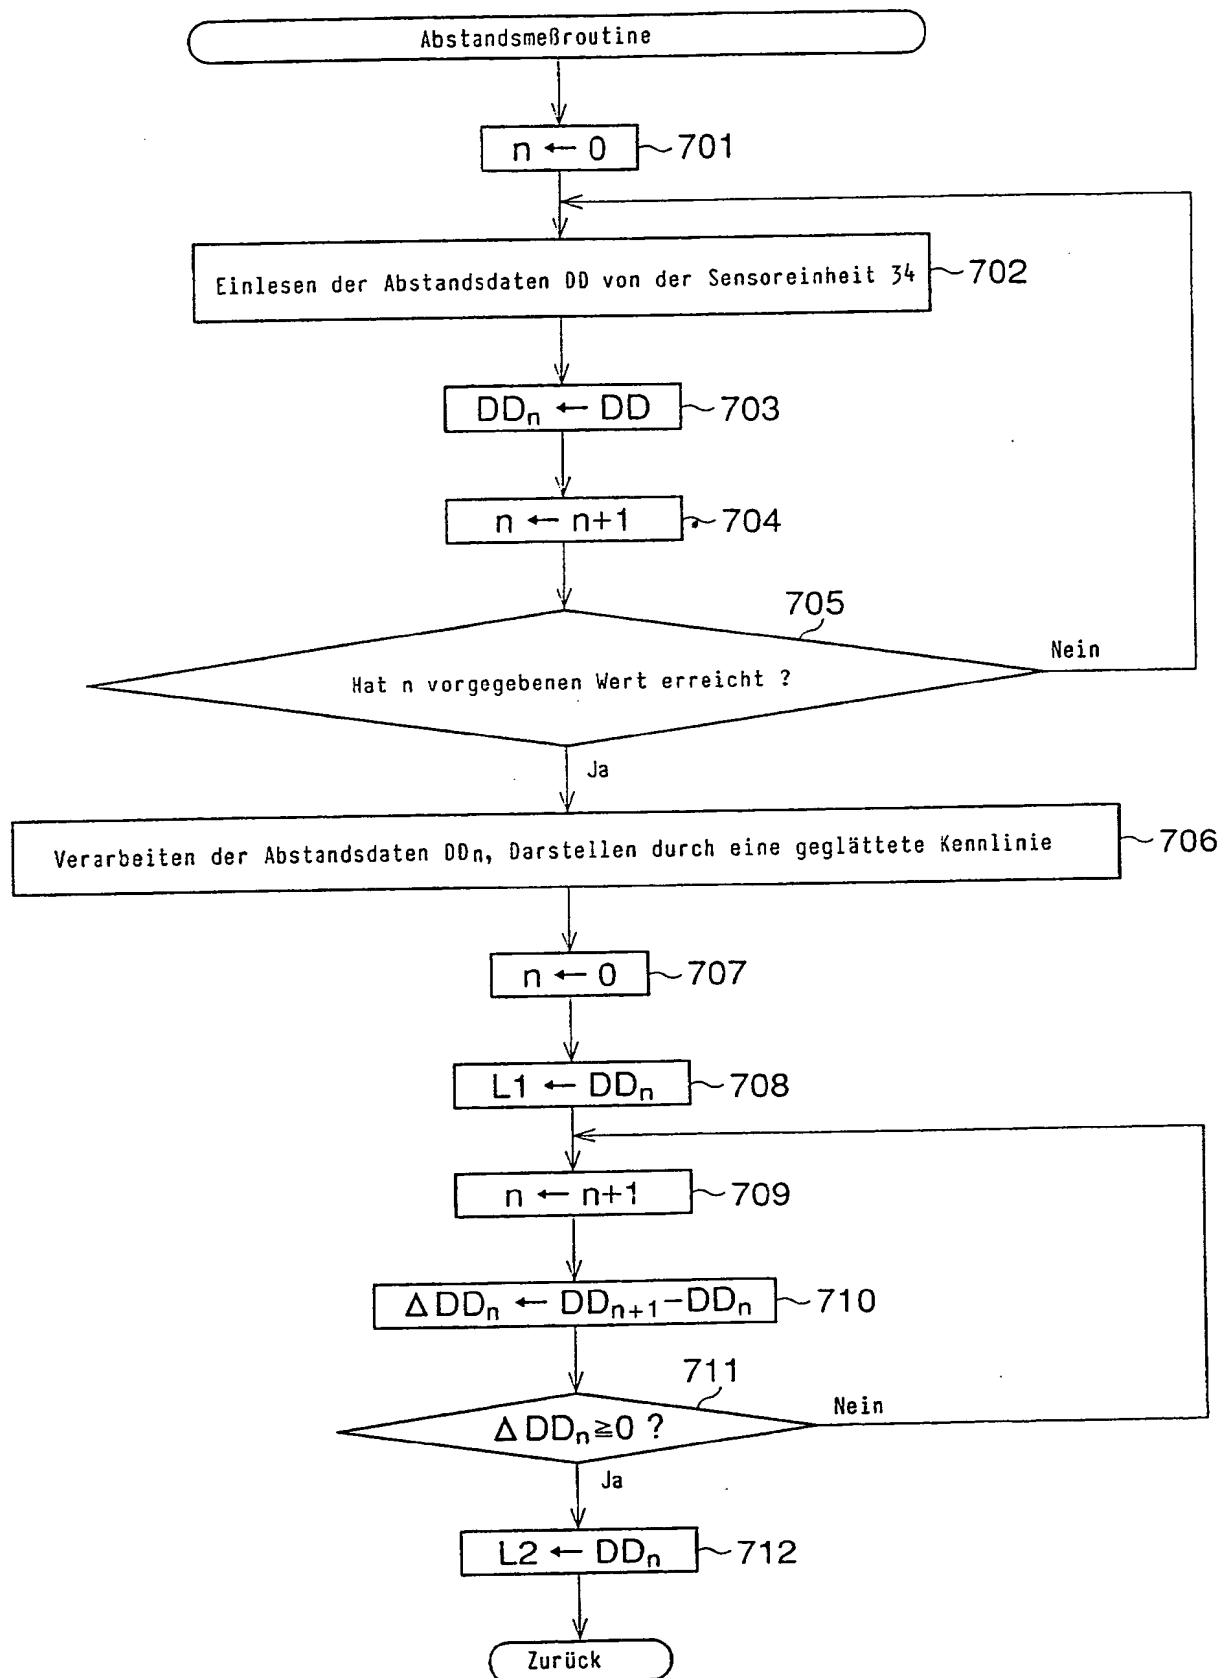 Abstandsmeßroutine
n ← 0 701
Einlesen der Abstandsdaten DD von der Sensoreinheit 34 702
DDn ← DD 703
n ← n+1 704
705
Hat n vorgegebenen Wert erreicht ?
Nein
Ja
Verarbeiten der Abstandsdaten DDn, Darstellen durch eine geglättete Kennlinie 706
n ← 0 707
L1 ← DDn 708
n ← n+1 709
Δ DDn ← DDn+1-DDn 710
711
Δ DDn≧0 ?
Nein
Ja
L2 ← DDn 712
Zurück